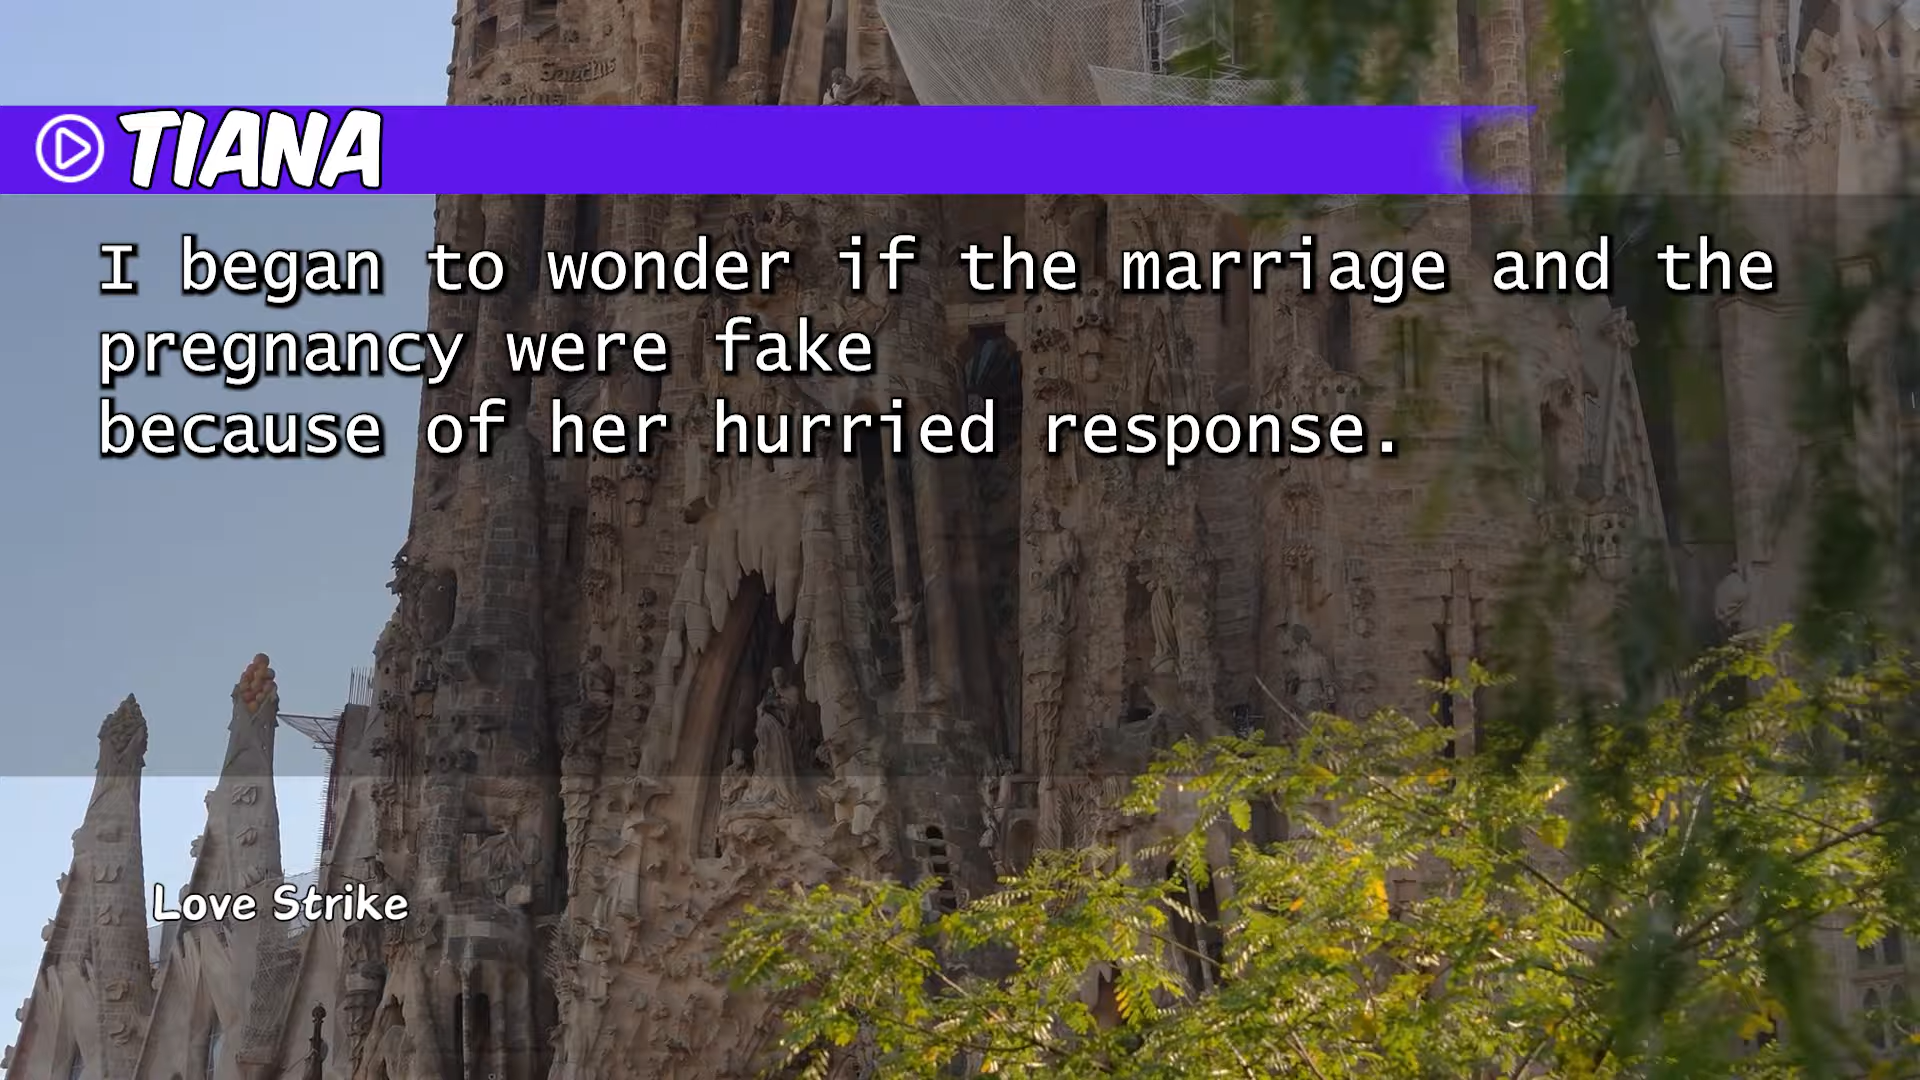 Sanctus
TIANA
I began to wonder if the marriage and the
pregnancy were fake
because of her hurried response.
Love Strike